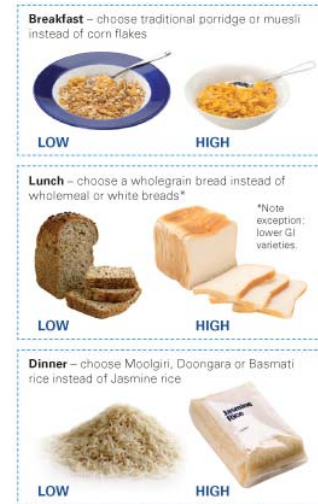 Breakfast – choose traditional porridge or muesli
instead of corn flakes
LOW
HIGH
Lunch – choose a wholegrain bread instead of
wholemeal or white breads*
*Note
exception:
lower GI
varieties.
LOW
HIGH
Dinner – choose Moolgiri, Doongara or Basmati
rice instead of Jasmine rice
Jasmine
Rice
LOW
HIGH